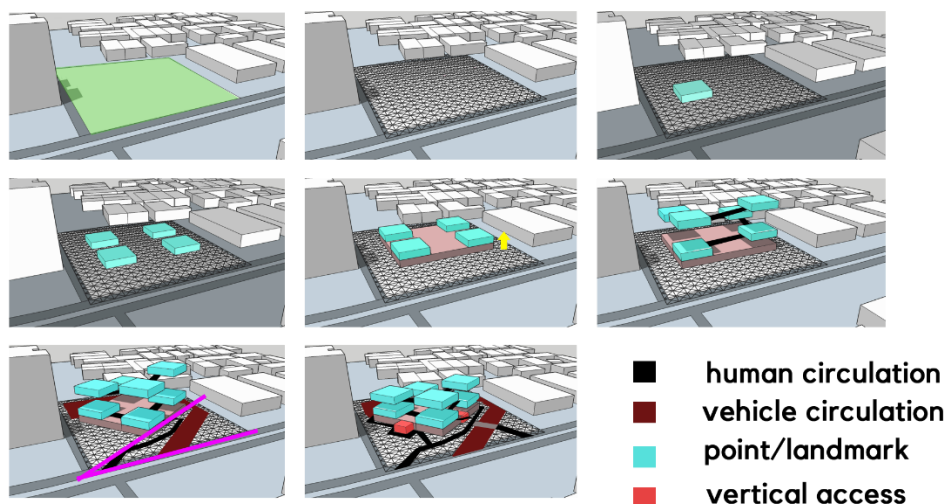 human circulation
vehicle circulation
point/landmark
vertical access